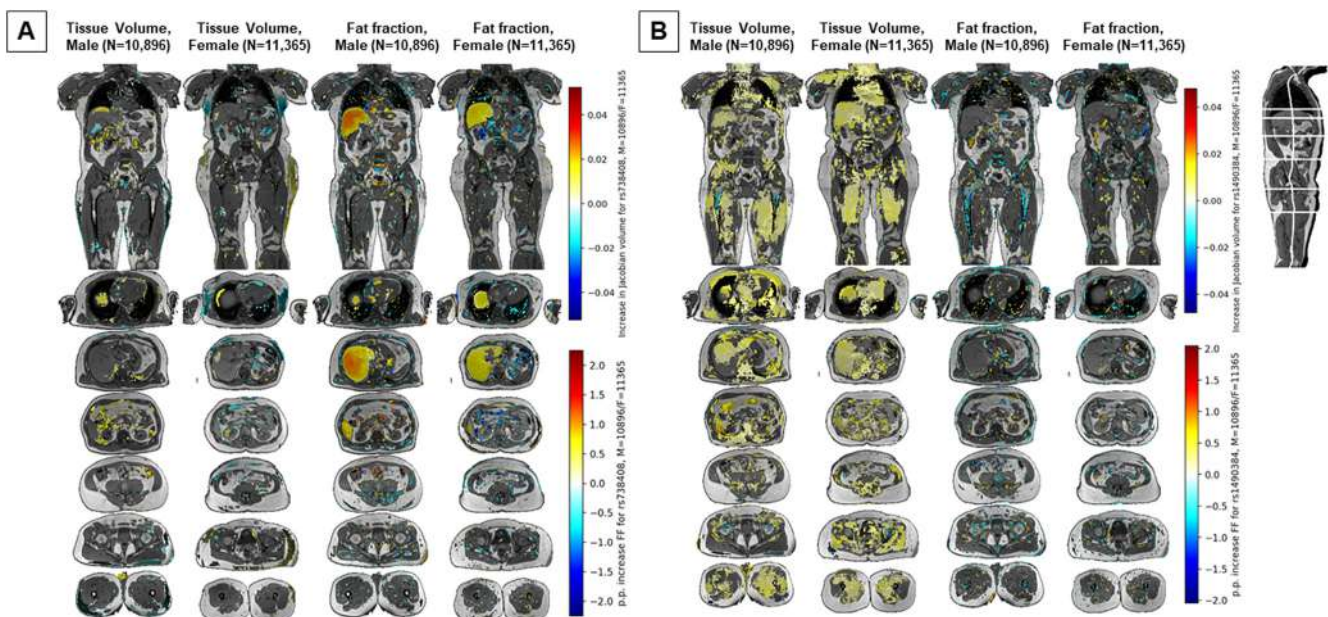 A
Tissue Volume,
Male (N=10,896)
Tissue Volume,
Female (N=11,365)
Fat fraction,
Male (N=10,896)
Fat fraction,
Female (N=11,365)
0.04
0.02
0.00
−0.02
−0.04
Increase in Jacobian volume for rs738408, M=10896/F=11365
2.0
1.5
1.0
0.5
0.0
−0.5
−1.0
−1.5
−2.0
p.p. increase FF for rs738408, M=10896/F=11365
B
Tissue Volume,
Male (N=10,896)
Tissue Volume,
Female (N=11,365)
Fat fraction,
Male (N=10,896)
Fat fraction,
Female (N=11,365)
0.04
0.02
0.00
−0.02
−0.04
Increase in Jacobian volume for rs1490384, M=10896/F=11365
2.0
1.5
1.0
0.5
0.0
−0.5
−1.0
−1.5
−2.0
p.p. increase FF for rs1490384, M=10896/F=11365